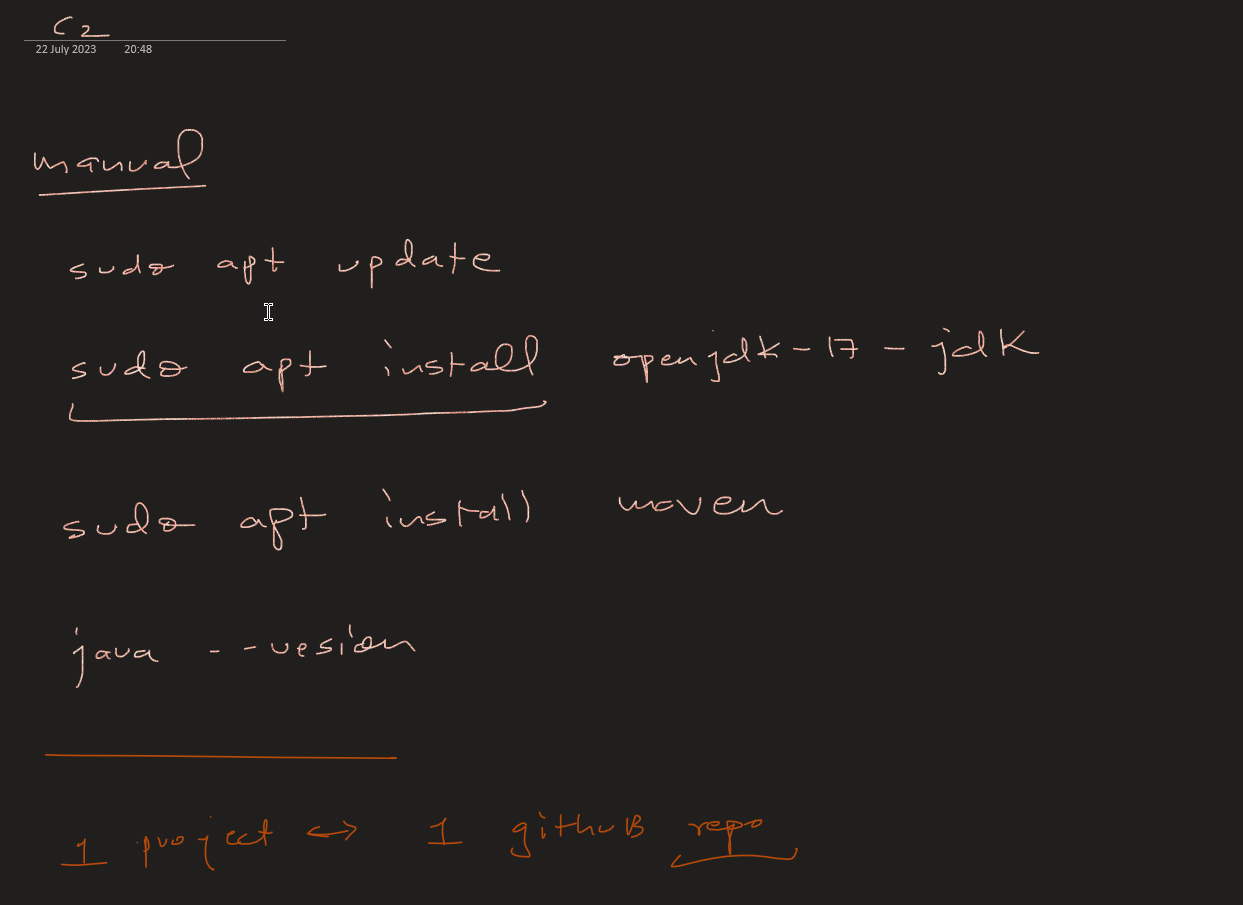 C2
22 July 2023 20:48
manual
sudo apt update
sudo apt install openjdk-17-jdk
sudo apt install maven
java --vesion
1 project <-> 1 githuB repo